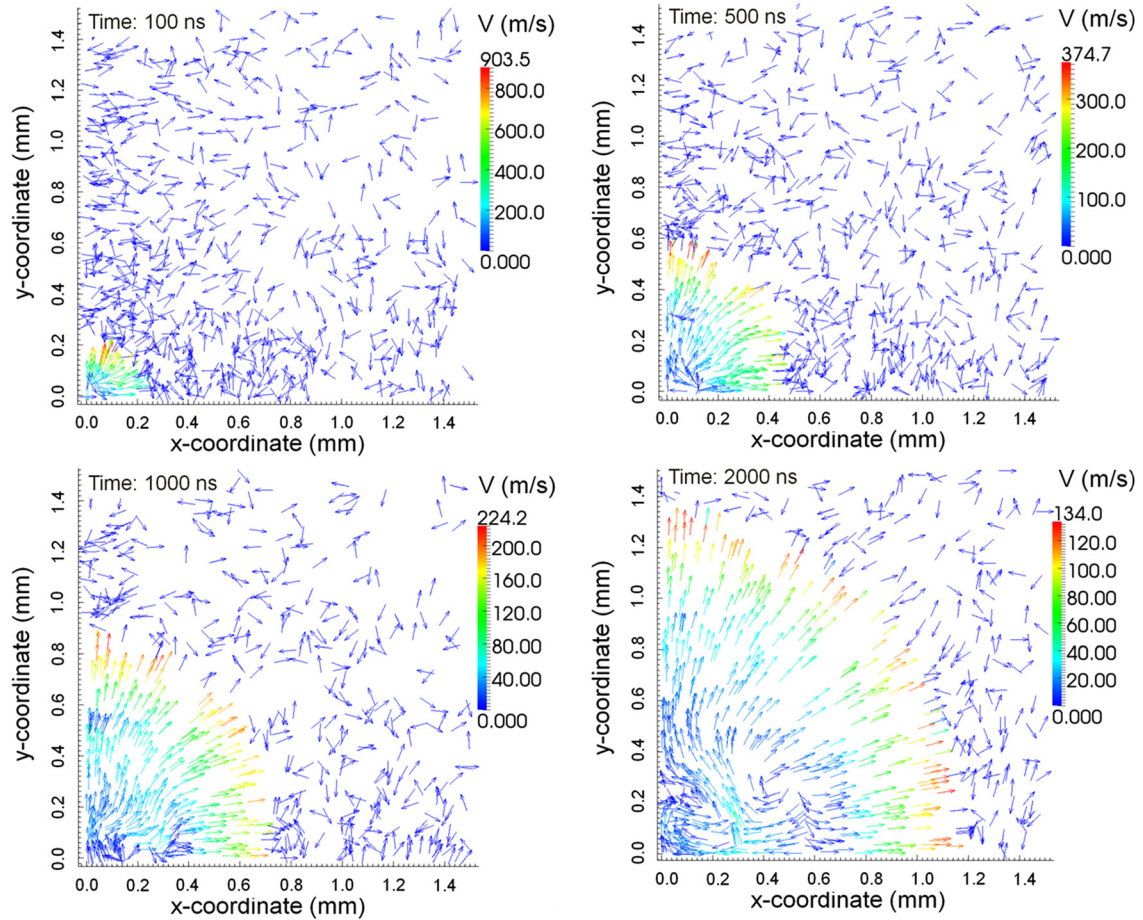 Time: 100 ns
V (m/s)
903.5
800.0
600.0
400.0
200.0
0.000
y-coordinate (mm)
1.4
1.2
1.0
0.8
0.6
0.4
0.2
0.0
0.0 0.2 0.4 0.6 0.8 1.0 1.2 1.4
x-coordinate (mm)
Time: 500 ns
V (m/s)
374.7
300.0
200.0
100.0
0.000
y-coordinate (mm)
1.4
1.2
1.0
0.8
0.6
0.4
0.2
0.0
0.0 0.2 0.4 0.6 0.8 1.0 1.2 1.4
x-coordinate (mm)
Time: 1000 ns
V (m/s)
224.2
200.0
160.0
120.0
80.00
40.00
0.000
y-coordinate (mm)
1.4
1.2
1.0
0.8
0.6
0.4
0.2
0.0
0.0 0.2 0.4 0.6 0.8 1.0 1.2 1.4
x-coordinate (mm)
Time: 2000 ns
V (m/s)
134.0
120.0
100.0
80.00
60.00
40.00
20.00
0.000
y-coordinate (mm)
1.4
1.2
1.0
0.8
0.6
0.4
0.2
0.0
0.0 0.2 0.4 0.6 0.8 1.0 1.2 1.4
x-coordinate (mm)